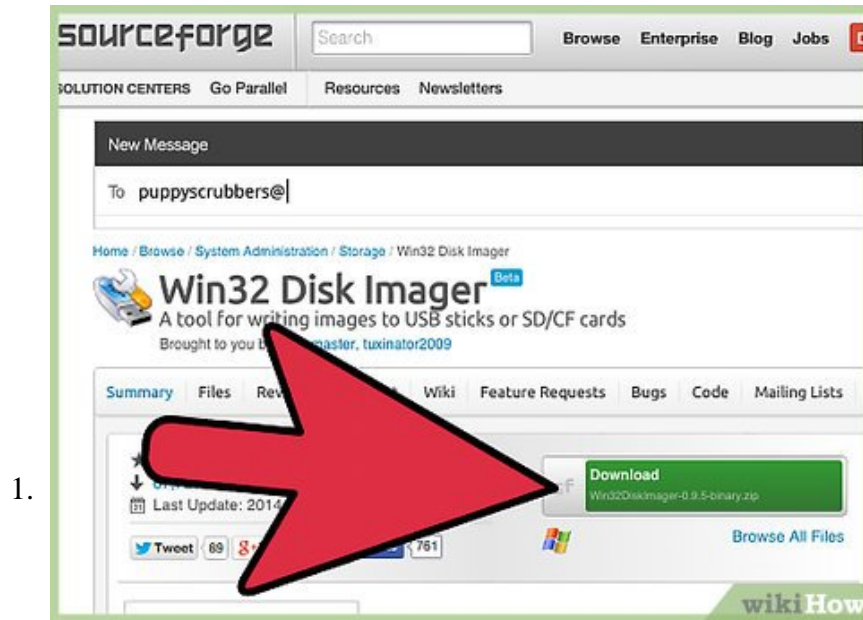 sourceforge
Search
Browse Enterprise Blog Jobs
SOLUTION CENTERS Go Parallel Resources Newsletters
New Message
To puppyscrubbers@
Home / Browse / System Administration / Storage / Win32 Disk Imager
Win32 Disk Imager Beta
A tool for writing images to USB sticks or SD/CF cards
Brought to you tuxinator2009
Summary Files Wiki Feature Requests Bugs Code Mailing Lists
Download
Win32DiskImager-0.9.5-binary.zip
1.
Last Update: 2014
Browse All Files
Tweet 89 761
wikiHow